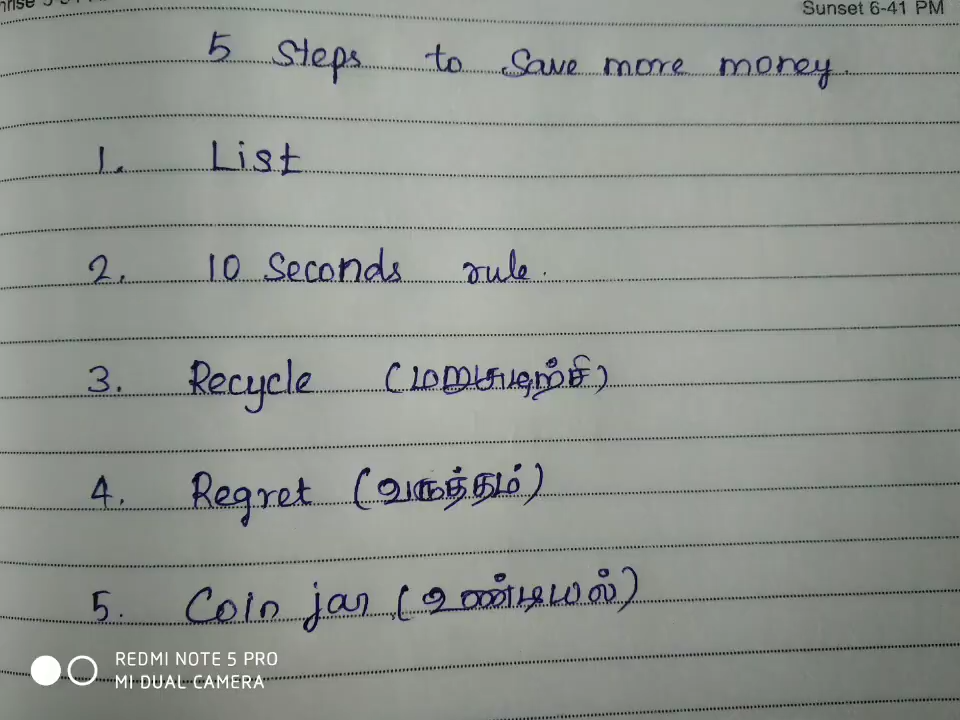 Sunset 6-41 PM
5 Steps to Save more money.
1. List
2. 10 Seconds rule.
3. Recycle (மறுசுழற்சி)
4. Regret (வருத்தம்)
5. Coin jar (உண்டியல்)
REDMI NOTE 5 PRO
MI DUAL CAMERA